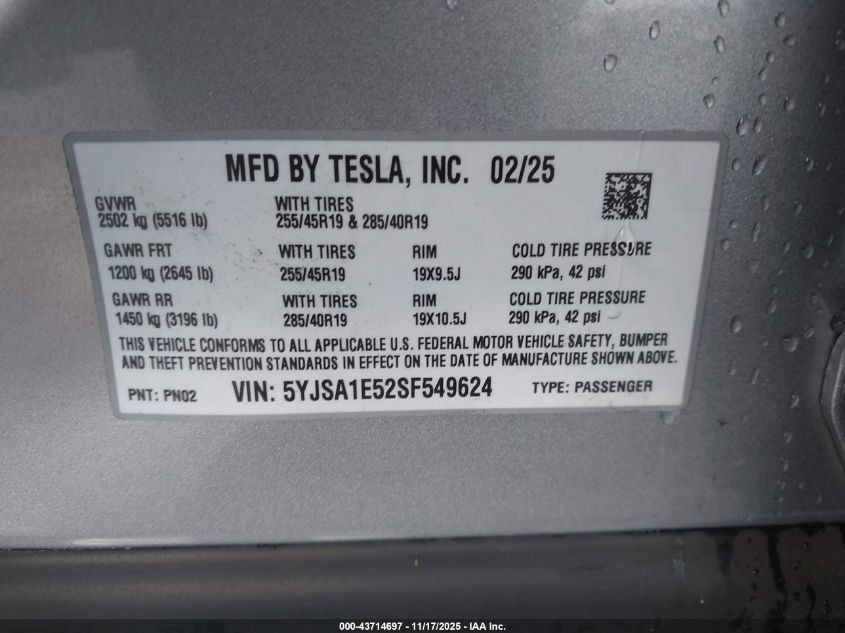 MFD BY TESLA, INC. 02/25
GVWR WITH TIRES
2502 kg (5516 lb) 255/45R19 & 285/40R19
GAWR FRT WITH TIRES RIM COLD TIRE PRESSURE
1200 kg (2645 lb) 255/45R19 19X9.5J 290 kPa, 42 psi
GAWR RR WITH TIRES RIM COLD TIRE PRESSURE
1450 kg (3196 lb) 285/40R19 19X10.5J 290 kPa, 42 psi
THIS VEHICLE CONFORMS TO ALL APPLICABLE U.S. FEDERAL MOTOR VEHICLE SAFETY, BUMPER
AND THEFT PREVENTION STANDARDS IN EFFECT ON THE DATE OF MANUFACTURE SHOWN ABOVE.
PNT: PN02 VIN: 5YJSA1E52SF549624 TYPE: PASSENGER
000-43714697 - 11/17/2025 - IAA Inc.